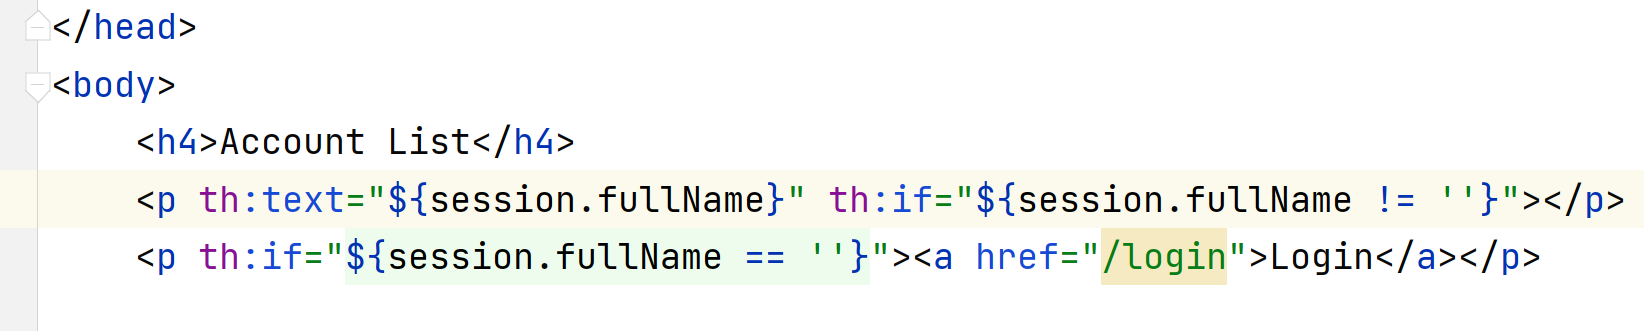 </head>
<body>
<h4>Account List</h4>
<p th:text="${session.fullName}" th:if="${session.fullName != ''}"></p>
<p th:if="${session.fullName == ''}"><a href="/login">Login</a></p>